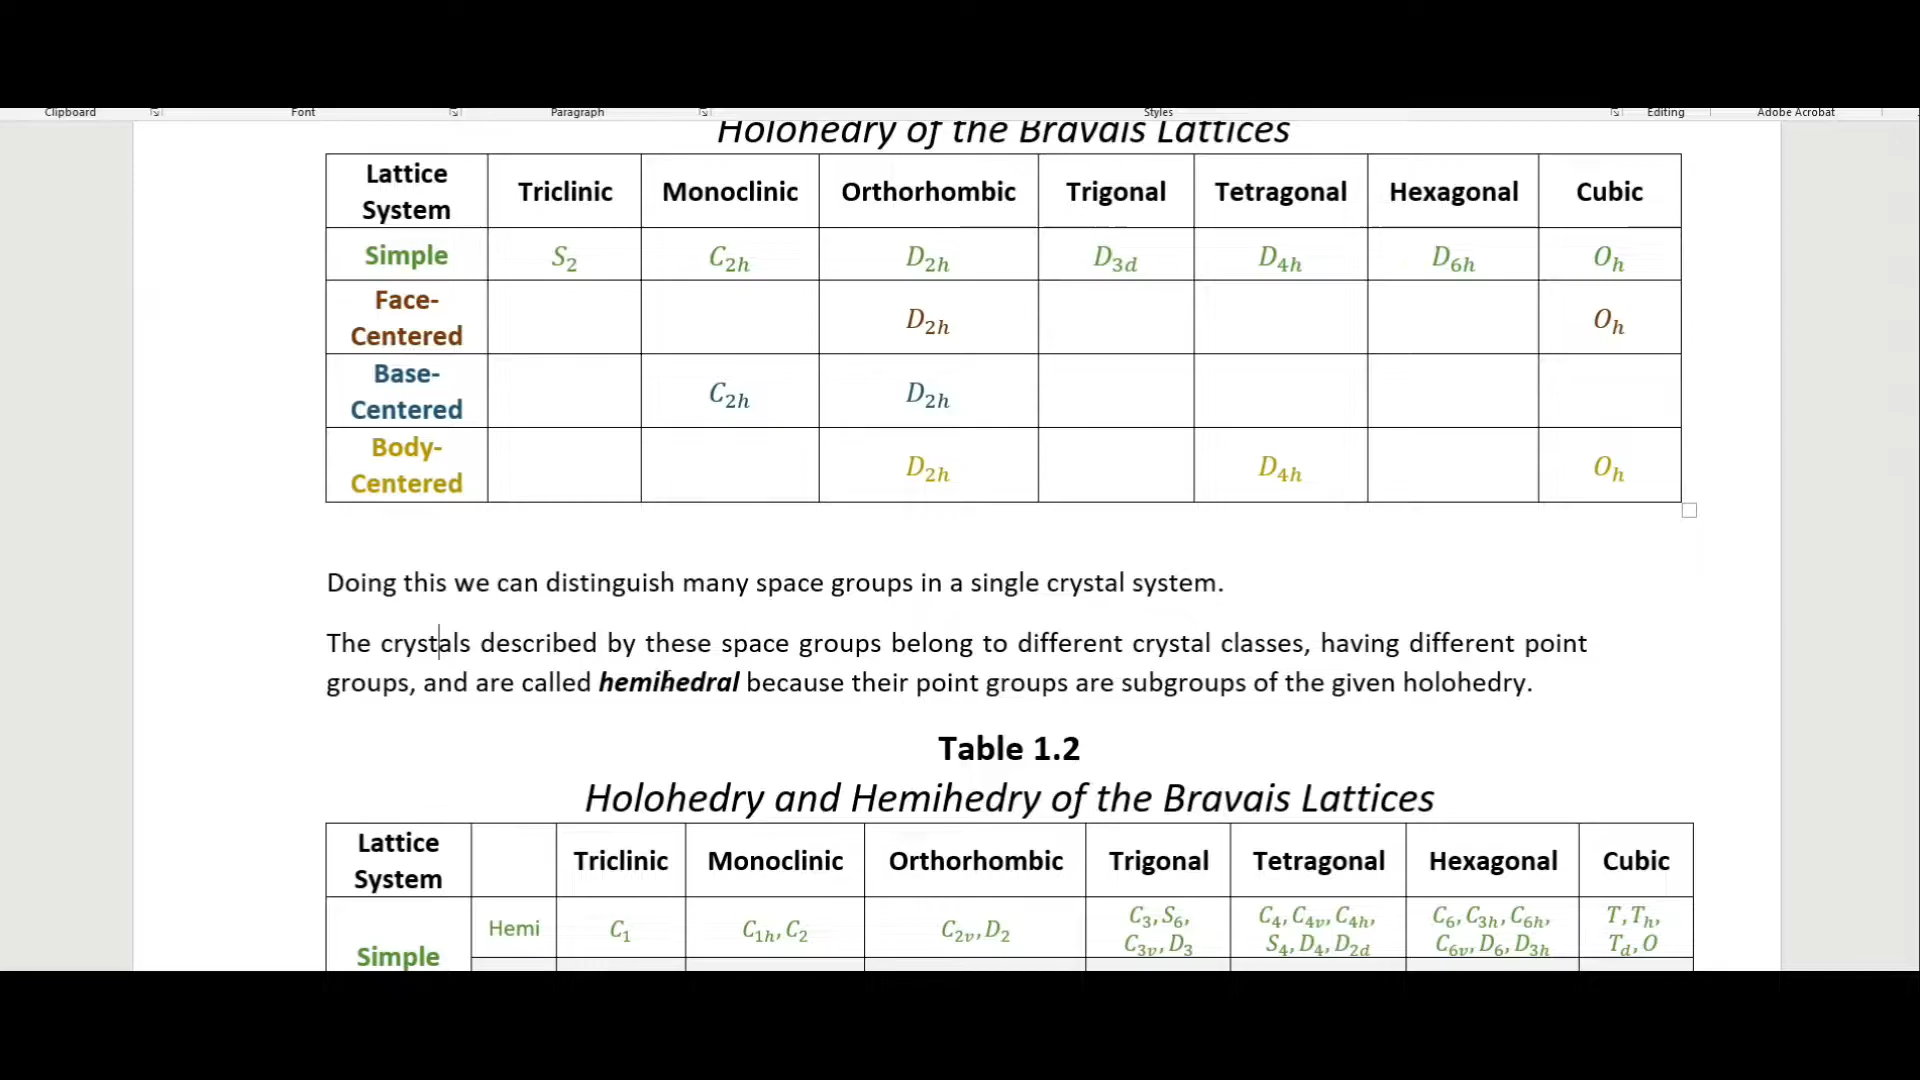 Clipboard Font Paragraph Styles Editing Adobe Acrobat
Holohedry of the Bravais Lattices
Lattice System Triclinic Monoclinic Orthorhombic Trigonal Tetragonal Hexagonal Cubic
Simple S₂ C₂ₕ D₂ₕ D₃d D₄ₕ D₆ₕ Oₕ
Face-Centered D₂ₕ Oₕ
Base-Centered C₂ₕ D₂ₕ
Body-Centered D₂ₕ D₄ₕ Oₕ
Doing this we can distinguish many space groups in a single crystal system.
The crystals described by these space groups belong to different crystal classes, having different point
groups, and are called hemihedral because their point groups are subgroups of the given holohedry.
Table 1.2
Holohedry and Hemihedry of the Bravais Lattices
Lattice System Triclinic Monoclinic Orthorhombic Trigonal Tetragonal Hexagonal Cubic
Simple Hemi C₁ C₁ₕ, C₂ C₂ᵥ, D₂ C₃, S₆, C₃ᵥ, D₃ C₄, C₄ᵥ, C₄ₕ, S₄, D₄, D₂d C₆, C₃ₕ, C₆ₕ, C₆ᵥ, D₆, D₃ₕ T, Tₕ, Td, O